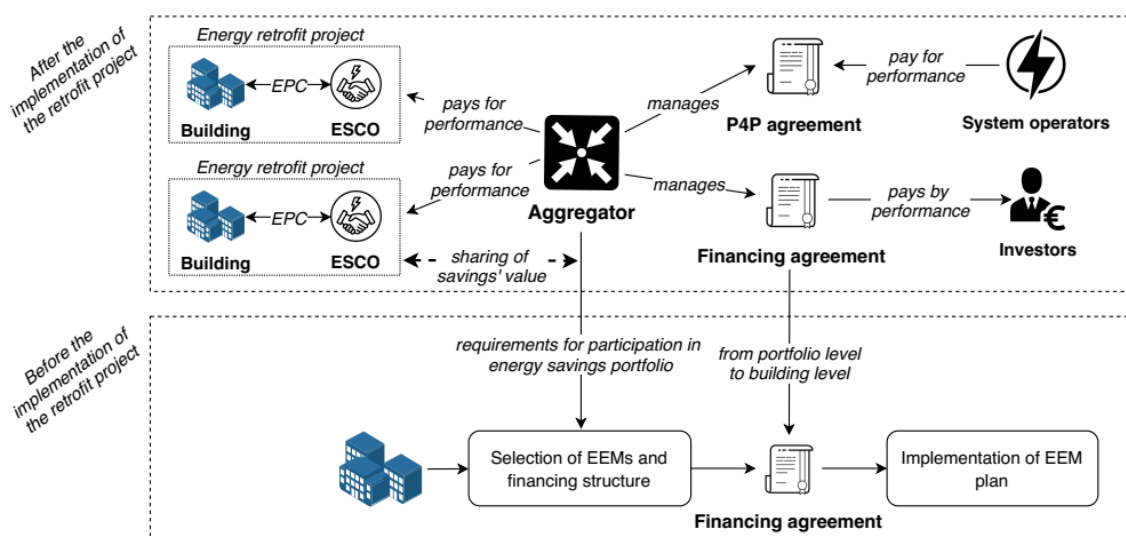 After the
implementation of
the retrofit project
Energy retrofit project
EPC
Building
ESCO
pays for
performance
Energy retrofit project
EPC
Building
ESCO
pays for
performance
sharing of
savings' value
Aggregator
manages
manages
P4P agreement
pay for
performance
System operators
Financing agreement
pays by
performance
Investors
Before the
implementation of
the retrofit project
requirements for participation in
energy savings portfolio
from portfolio level
to building level
Selection of EEMs and
financing structure
Financing agreement
Implementation of EEM
plan